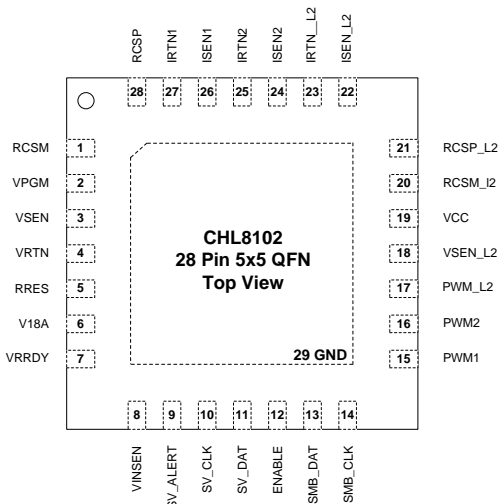 RCSP
IRTN1
ISEN1
IRTN2
ISEN2
IRTN_L2
ISEN_L2
28 27 26 25 24 23 22
RCSM 1
VPGM 2
VSEN 3
VRTN 4
RRES 5
V18A 6
VRRDY 7
CHL8102
28 Pin 5x5 QFN
Top View
29 GND
21 RCSP_L2
20 RCSM_l2
19 VCC
18 VSEN_L2
17 PWM_L2
16 PWM2
15 PWM1
8 9 10 11 12 13 14
VINSEN
SV_ALERT
SV_CLK
SV_DAT
ENABLE
SMB_DAT
SMB_CLK